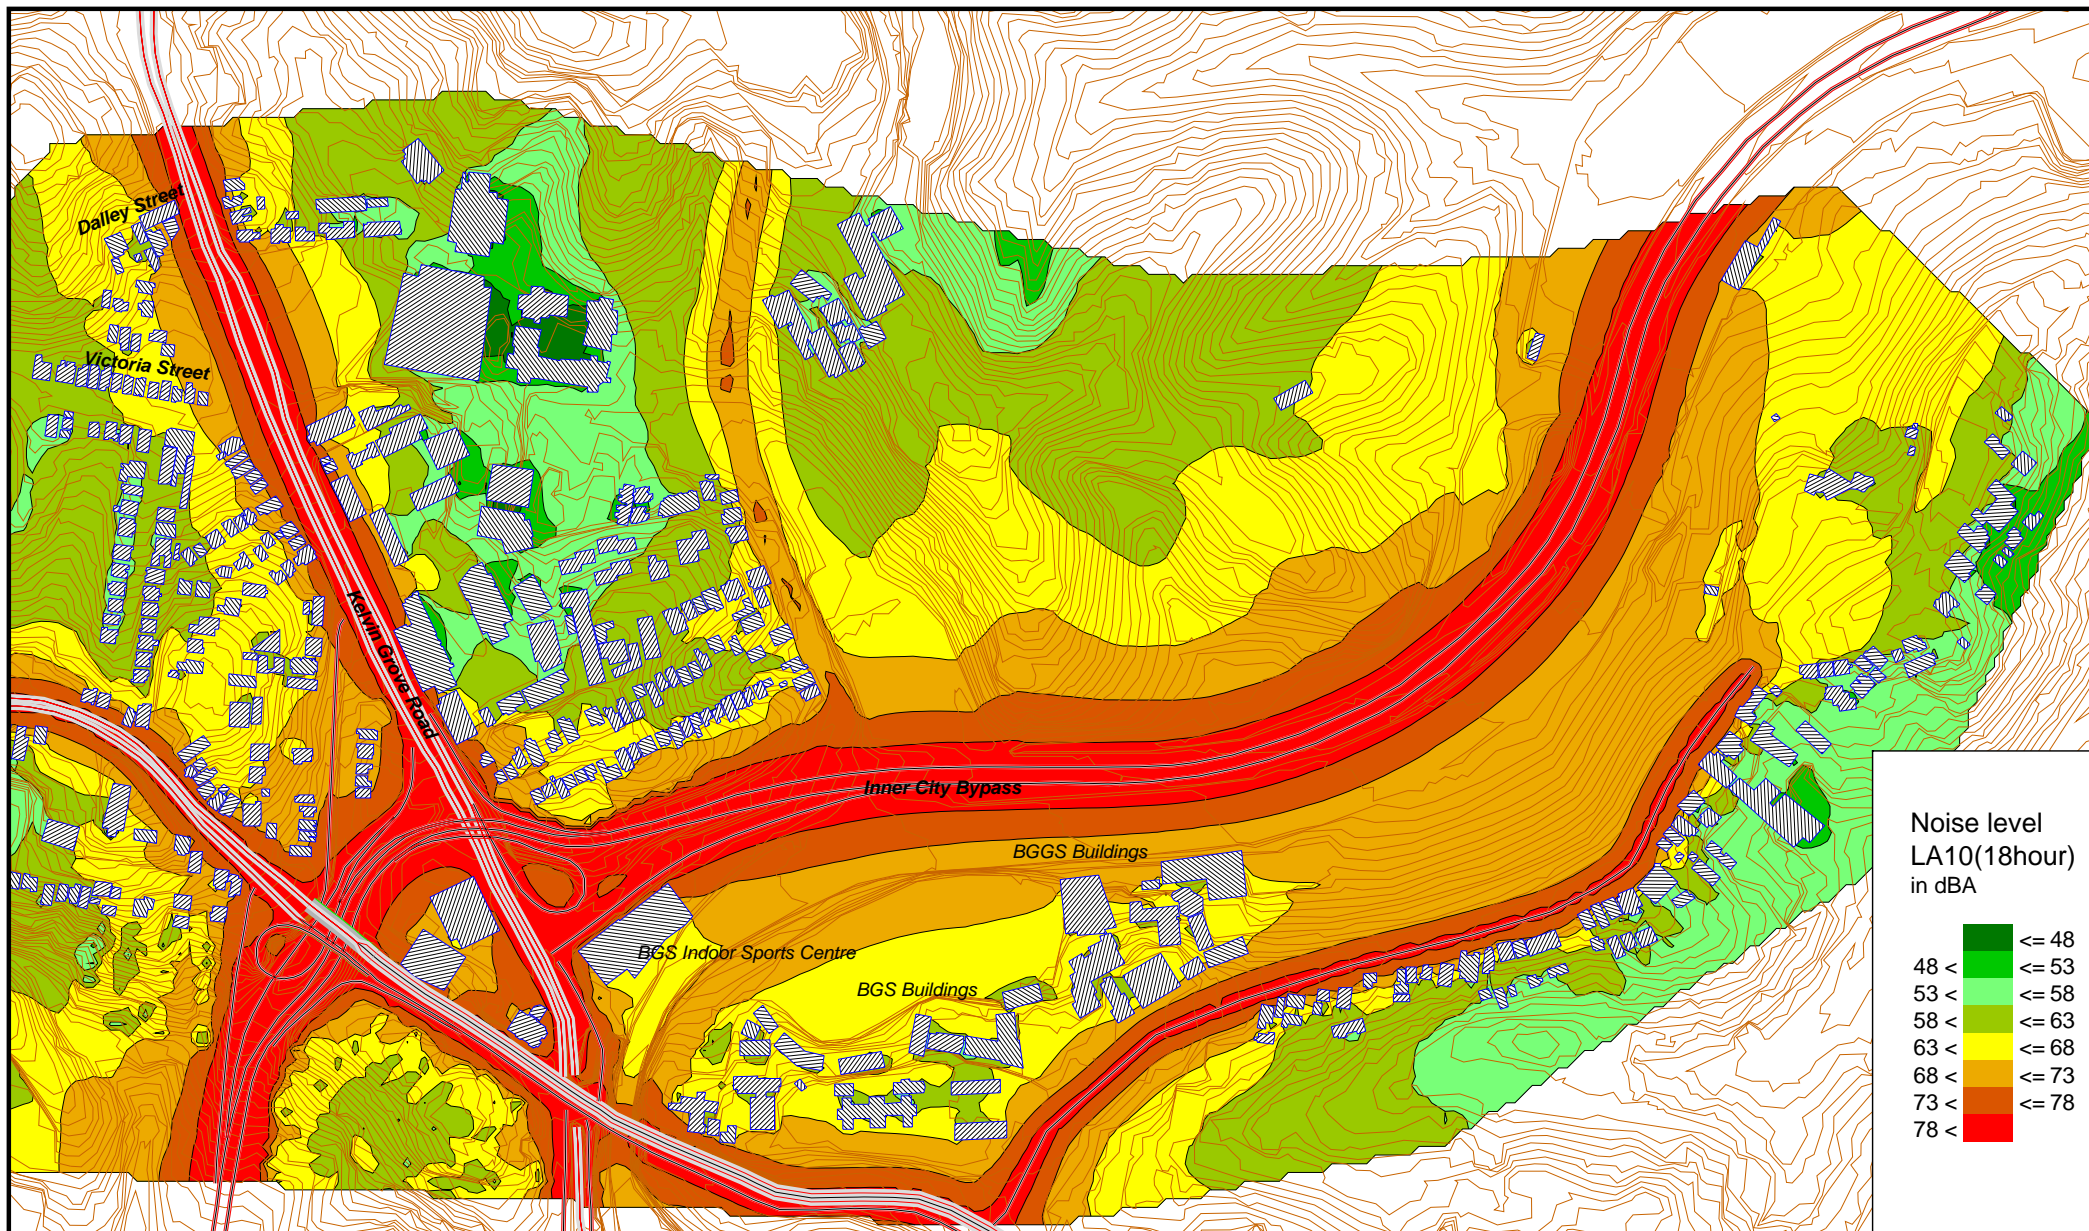 Dalley Street
Victoria Street
Kelvin Grove Road
Inner City Bypass
BGGS Buildings
BGS Indoor Sports Centre
BGS Buildings
Noise level
LA10(18hour)
in dBA
<= 48
48 < <= 53
53 < <= 58
58 < <= 63
63 < <= 68
68 < <= 73
73 < <= 78
78 <